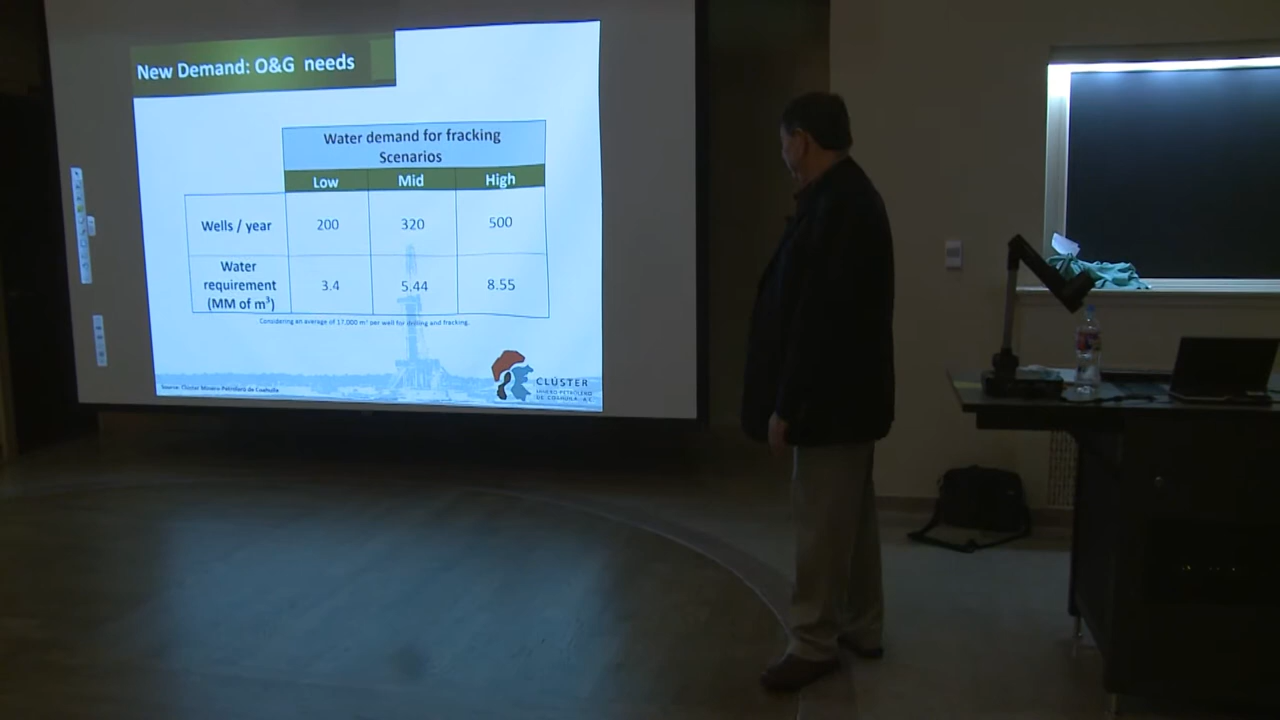 New Demand: O&G needs
Water demand for fracking
Scenarios
Low Mid High
Wells / year 200 320 500
Water
requirement 3.4 5.44 8.55
(MM of m³)
Considering an average of 17,000 m³ per well for drilling and fracking.
Source: Clúster Minero-Petrolero de Coahuila
CLÚSTER
MINERO PETROLERO
DE COAHUILA, A.C.